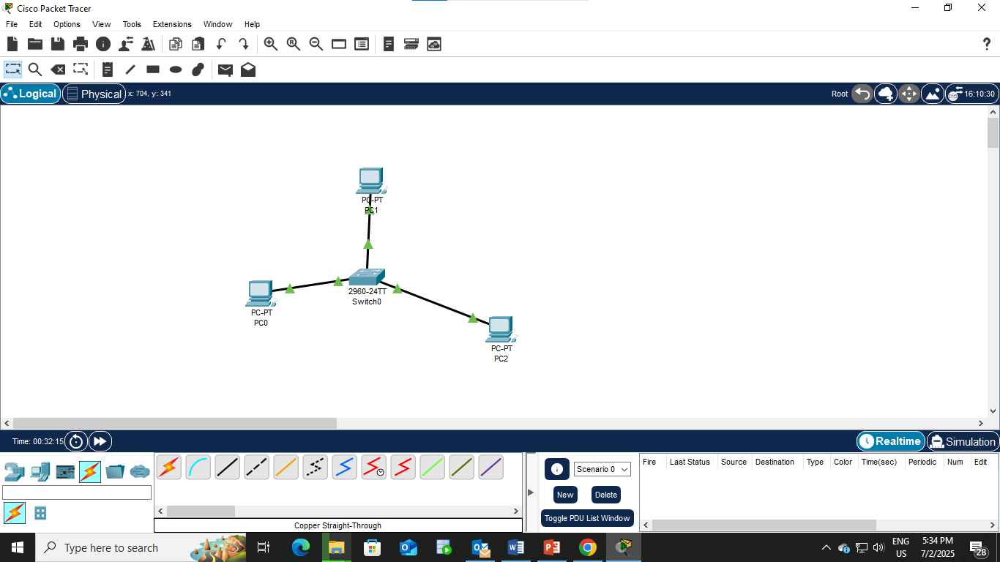 Cisco Packet Tracer
File Edit Options View Tools Extensions Window Help
Logical Physical x: 704, y: 341 Root 16:10:30
PC-PT
PC1
2960-24TT
Switch0
PC-PT
PC0
PC-PT
PC2
Time: 00:32:15 Realtime Simulation
Scenario 0
New Delete
Toggle PDU List Window
Fire Last Status Source Destination Type Color Time(sec) Periodic Num Edit
Copper Straight-Through
Type here to search
ENG
US
5:34 PM
7/2/2025
28